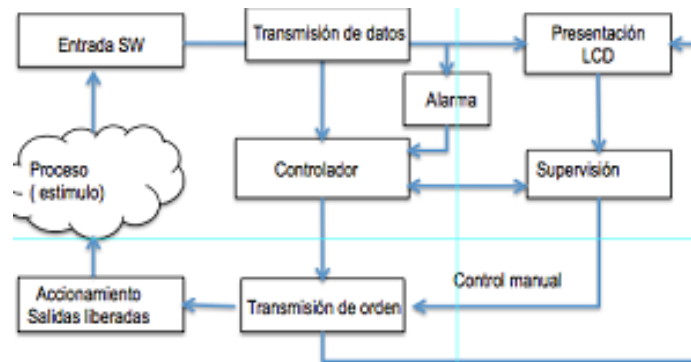 Entrada SW
Transmisión de datos
Presentación
LCD
Alarma
Proceso
( estimulo)
Controlador
Supervisión
Control manual
Accionamiento
Salidas liberadas
Transmisión de orden